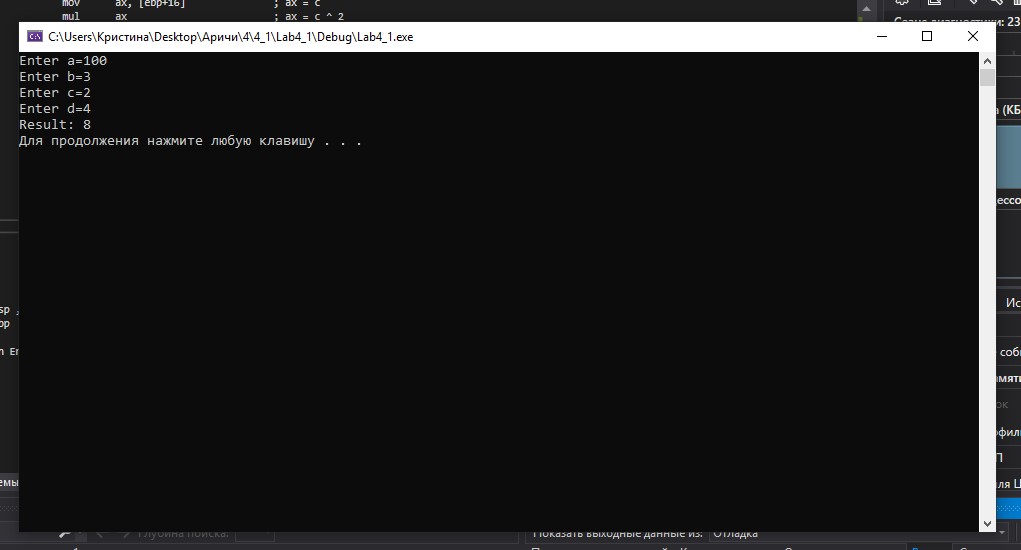 mov ax, [ebp+16] ; ax = c
mul ax ; ax = c ^ 2
C:\Users\Кристина\Desktop\Аричи\4\4_1\Lab4_1\Debug\Lab4_1.exe
Enter a=100
Enter b=3
Enter c=2
Enter d=4
Result: 8
Для продолжения нажмите любую клавишу . . .
Глубина поиска:
Показать выходные данные из: Отладка